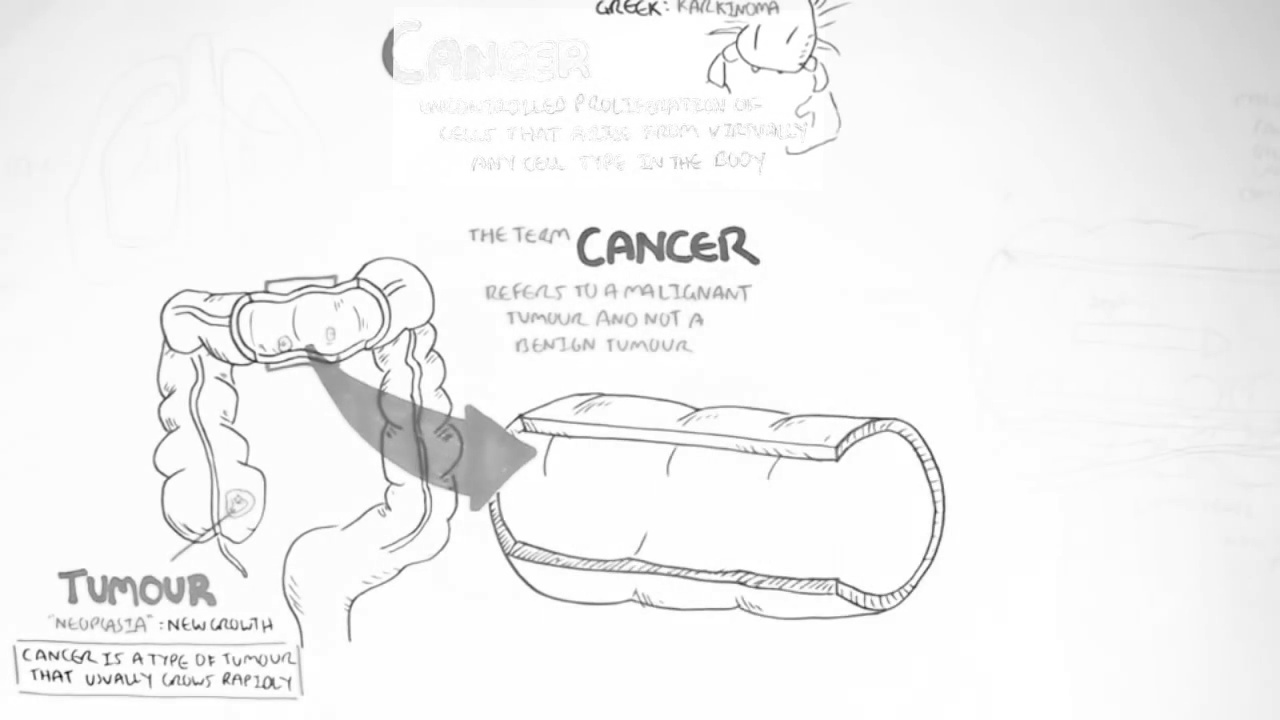 GREEK: KARKINOMA
CANCER
UNCONTROLLED PROLIFERATION OF
CELLS THAT ARISE FROM VIRTUALLY
ANY CELL TYPE IN THE BODY
THE TERM CANCER
REFERS TO A MALIGNANT
TUMOUR AND NOT A
BENIGN TUMOUR
TUMOUR
"NEOPLASIA" : NEW GROWTH
CANCER IS A TYPE OF TUMOUR
THAT USUALLY GROWS RAPIDLY